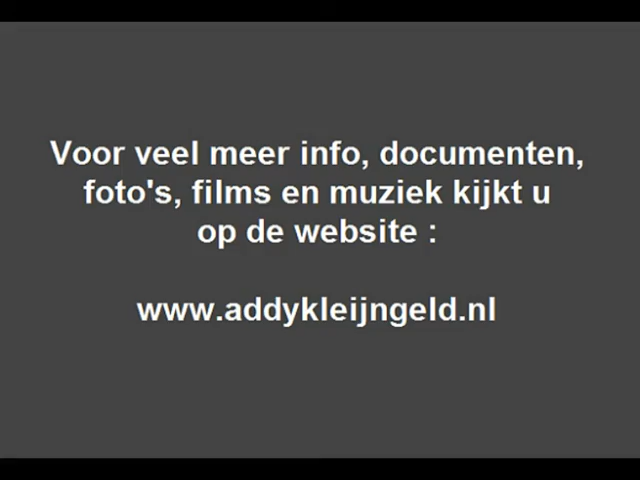 Voor veel meer info, documenten,
foto's, films en muziek kijkt u
op de website :
www.addykleijngeld.nl